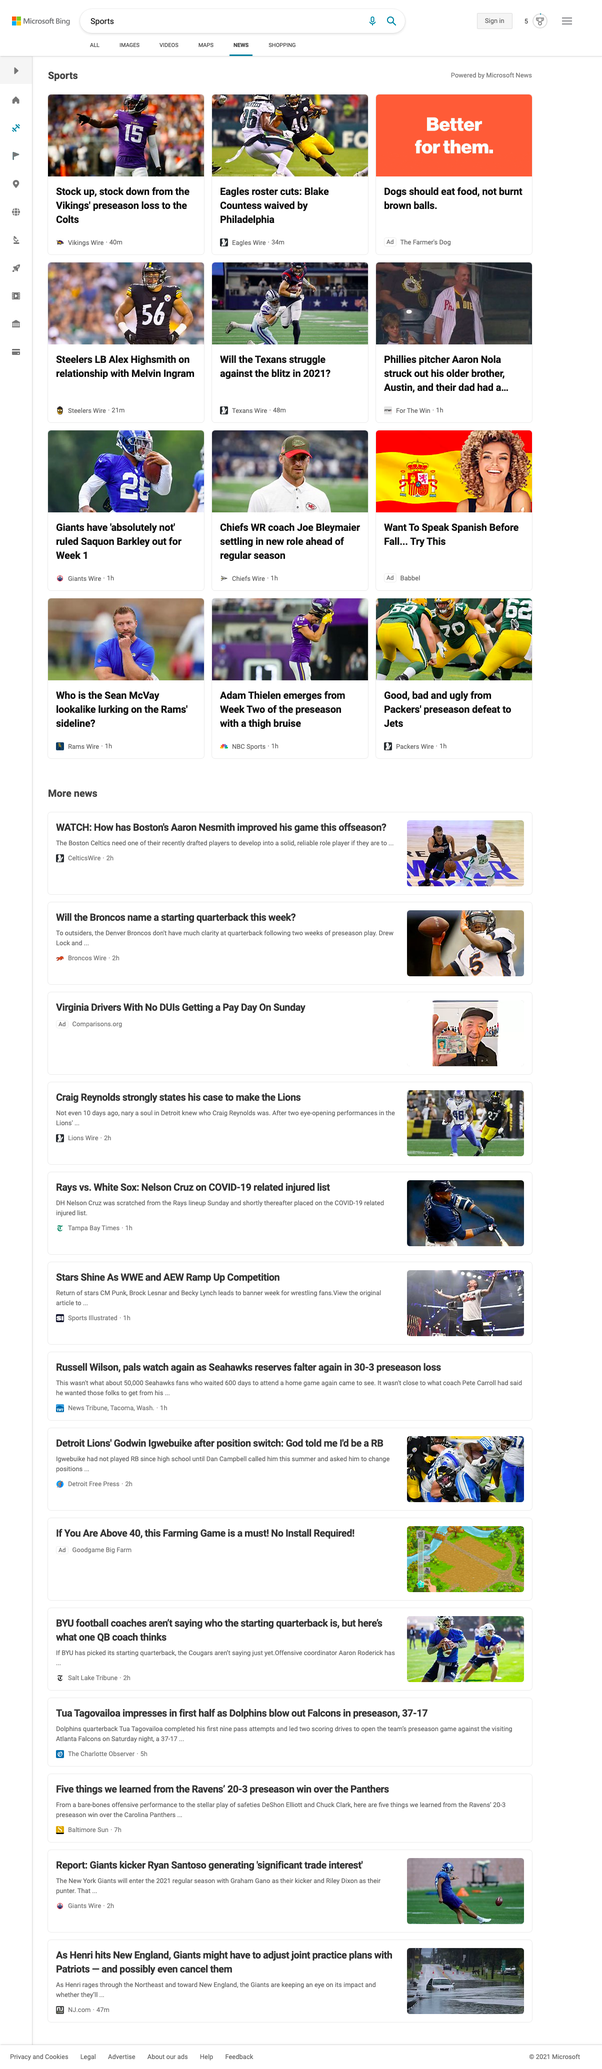 Microsoft Bing
Sports
Sign in
5
ALL IMAGES VIDEOS MAPS NEWS SHOPPING
Sports
Powered by Microsoft News
15
Stock up, stock down from the
Vikings' preseason loss to the
Colts
Vikings Wire · 40m
86
40
Eagles roster cuts: Blake
Countess waived by
Philadelphia
Eagles Wire · 34m
Better
for them.
Dogs should eat food, not burnt
brown balls.
Ad The Farmer's Dog
56
Steelers LB Alex Highsmith on
relationship with Melvin Ingram
Steelers Wire · 21m
Will the Texans struggle
against the blitz in 2021?
Texans Wire · 48m
Phillies pitcher Aaron Nola
struck out his older brother,
Austin, and their dad had a...
For The Win · 1h
26
Giants have 'absolutely not'
ruled Saquon Barkley out for
Week 1
Giants Wire · 1h
Chiefs WR coach Joe Bleymaier
settling in new role ahead of
regular season
Chiefs Wire · 1h
Want To Speak Spanish Before
Fall... Try This
Ad Babbel
Who is the Sean McVay
lookalike lurking on the Rams'
sideline?
Rams Wire · 1h
Adam Thielen emerges from
Week Two of the preseason
with a thigh bruise
NBC Sports · 1h
50
70
62
Good, bad and ugly from
Packers' preseason defeat to
Jets
Packers Wire · 1h
More news
WATCH: How has Boston's Aaron Nesmith improved his game this offseason?
The Boston Celtics need one of their recently drafted players to develop into a solid, reliable role player if they are to ...
CelticsWire · 2h
Will the Broncos name a starting quarterback this week?
To outsiders, the Denver Broncos don't have much clarity at quarterback following two weeks of preseason play. Drew
Lock and ...
Broncos Wire · 2h
5
Virginia Drivers With No DUIs Getting a Pay Day On Sunday
Ad Comparisons.org
Craig Reynolds strongly states his case to make the Lions
Not even 10 days ago, nary a soul in Detroit knew who Craig Reynolds was. After two eye-opening performances in the
Lions' ...
Lions Wire · 2h
Rays vs. White Sox: Nelson Cruz on COVID-19 related injured list
DH Nelson Cruz was scratched from the Rays lineup Sunday and shortly thereafter placed on the COVID-19 related
injured list.
Tampa Bay Times · 1h
Stars Shine As WWE and AEW Ramp Up Competition
Return of stars CM Punk, Brock Lesnar and Becky Lynch leads to banner week for wrestling fans.View the original
article to ...
Sports Illustrated · 1h
Russell Wilson, pals watch again as Seahawks reserves falter again in 30-3 preseason loss
This wasn't what about 50,000 Seahawks fans who waited 600 days to attend a home game again came to see. It wasn't close to what coach Pete Carroll had said
he wanted those folks to get from his ...
News Tribune, Tacoma, Wash. · 1h
Detroit Lions' Godwin Igwebuike after position switch: God told me I'd be a RB
Igwebuike had not played RB since high school until Dan Campbell called him this summer and asked him to change
positions ...
Detroit Free Press · 2h
If You Are Above 40, this Farming Game is a must! No Install Required!
Ad Goodgame Big Farm
BYU football coaches aren't saying who the starting quarterback is, but here's
what one QB coach thinks
If BYU has picked its starting quarterback, the Cougars aren't saying just yet.Offensive coordinator Aaron Roderick has
...
Salt Lake Tribune · 2h
Tua Tagovailoa impresses in first half as Dolphins blow out Falcons in preseason, 37-17
Dolphins quarterback Tua Tagovailoa completed his first nine pass attempts and led two scoring drives to open the team's preseason game against the visiting
Atlanta Falcons on Saturday night, a 37-17 ...
The Charlotte Observer · 5h
Five things we learned from the Ravens' 20-3 preseason win over the Panthers
From a bare-bones offensive performance to the stellar play of safeties DeShon Elliott and Chuck Clark, here are five things we learned from the Ravens' 20-3
preseason win over the Carolina Panthers ...
Baltimore Sun · 7h
Report: Giants kicker Ryan Santoso generating 'significant trade interest'
The New York Giants will enter the 2021 regular season with Graham Gano as their kicker and Riley Dixon as their
punter. That ...
Giants Wire · 2h
As Henri hits New England, Giants might have to adjust joint practice plans with
Patriots — and possibly even cancel them
As Henri rages through the Northeast and toward New England, the Giants are keeping an eye on its impact and
whether they'll ...
NJ.com · 47m
Privacy and Cookies Legal Advertise About our ads Help Feedback
© 2021 Microsoft